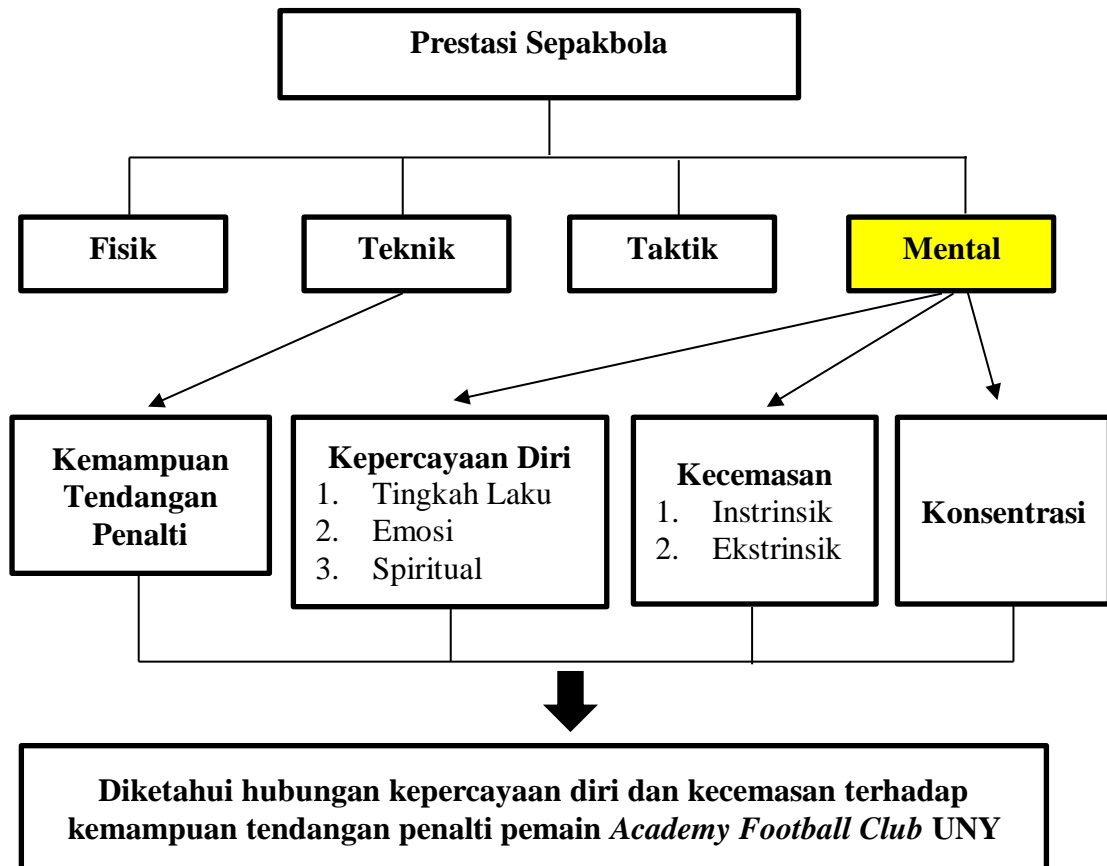 Prestasi Sepakbola
Fisik
Teknik
Taktik
Mental
Kemampuan
Tendangan
Penalti
Kepercayaan Diri
1. Tingkah Laku
2. Emosi
3. Spiritual
Kecemasan
1. Instrinsik
2. Ekstrinsik
Konsentrasi
Diketahui hubungan kepercayaan diri dan kecemasan terhadap
kemampuan tendangan penalti pemain Academy Football Club UNY